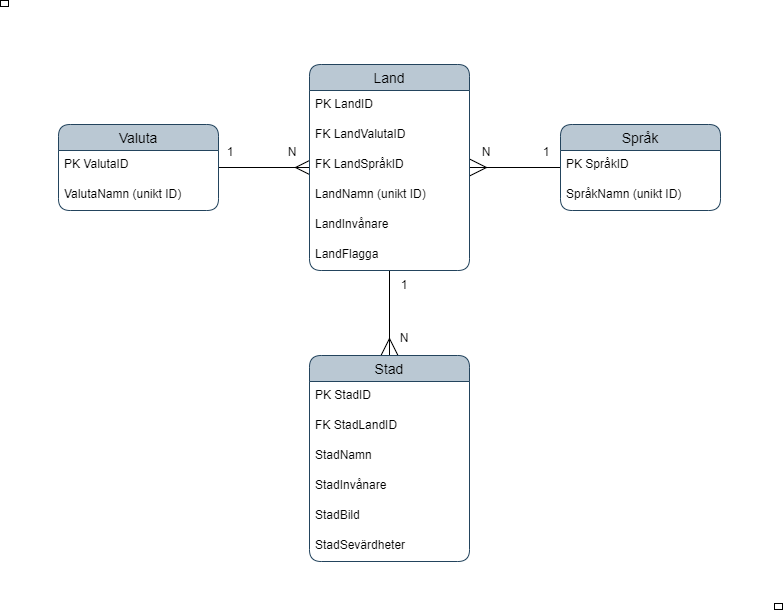 Land
PK LandID
FK LandValutaID
FK LandSpråkID
LandNamn (unikt ID)
LandInvånare
LandFlagga
Valuta
PK ValutaID
ValutaNamn (unikt ID)
1
N
N
1
Språk
PK SpråkID
SpråkNamn (unikt ID)
1
N
Stad
PK StadID
FK StadLandID
StadNamn
StadInvånare
StadBild
StadSevärdheter